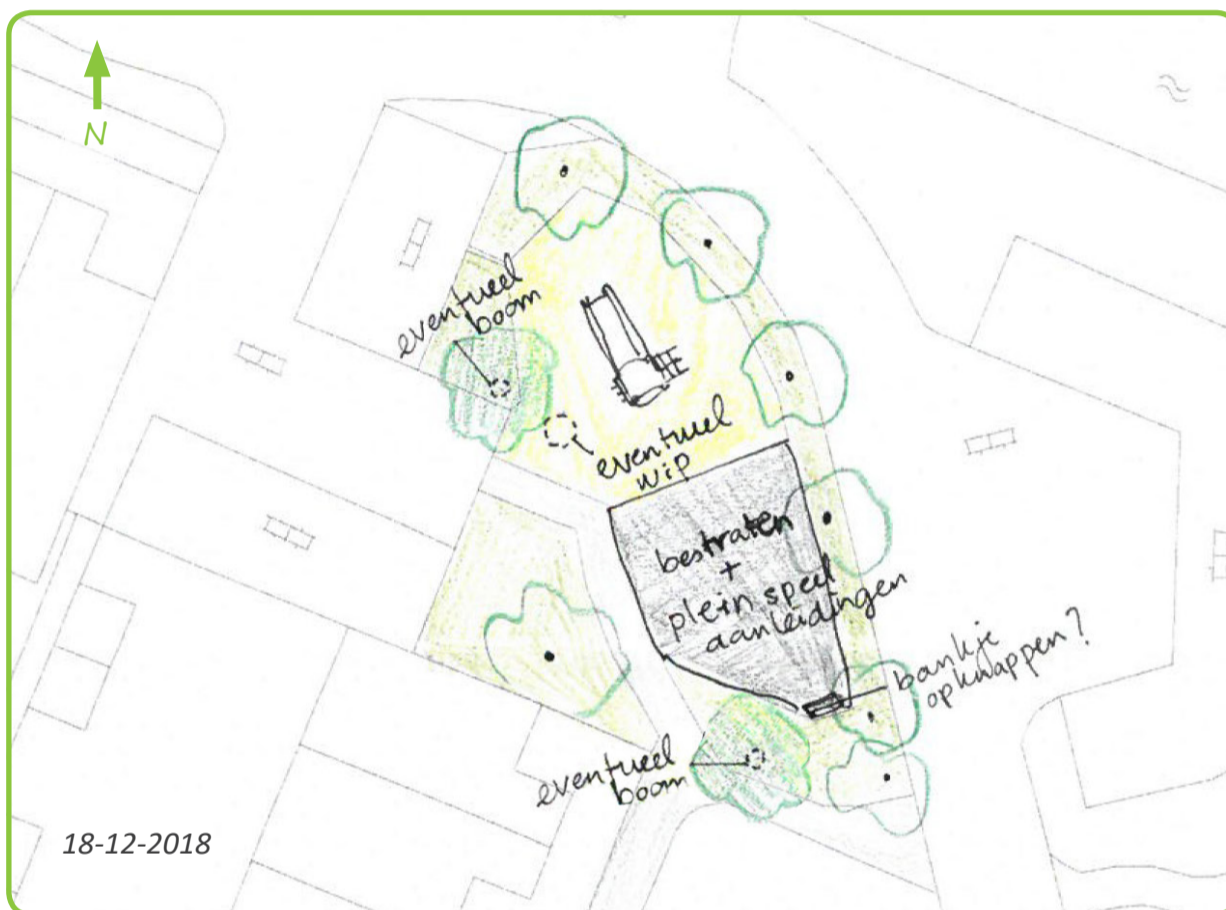 N
eventueel
boom
eventueel
wip
bestraten
+
plein speel
aanleidingen
bankje
opknappen?
eventueel
boom
18-12-2018